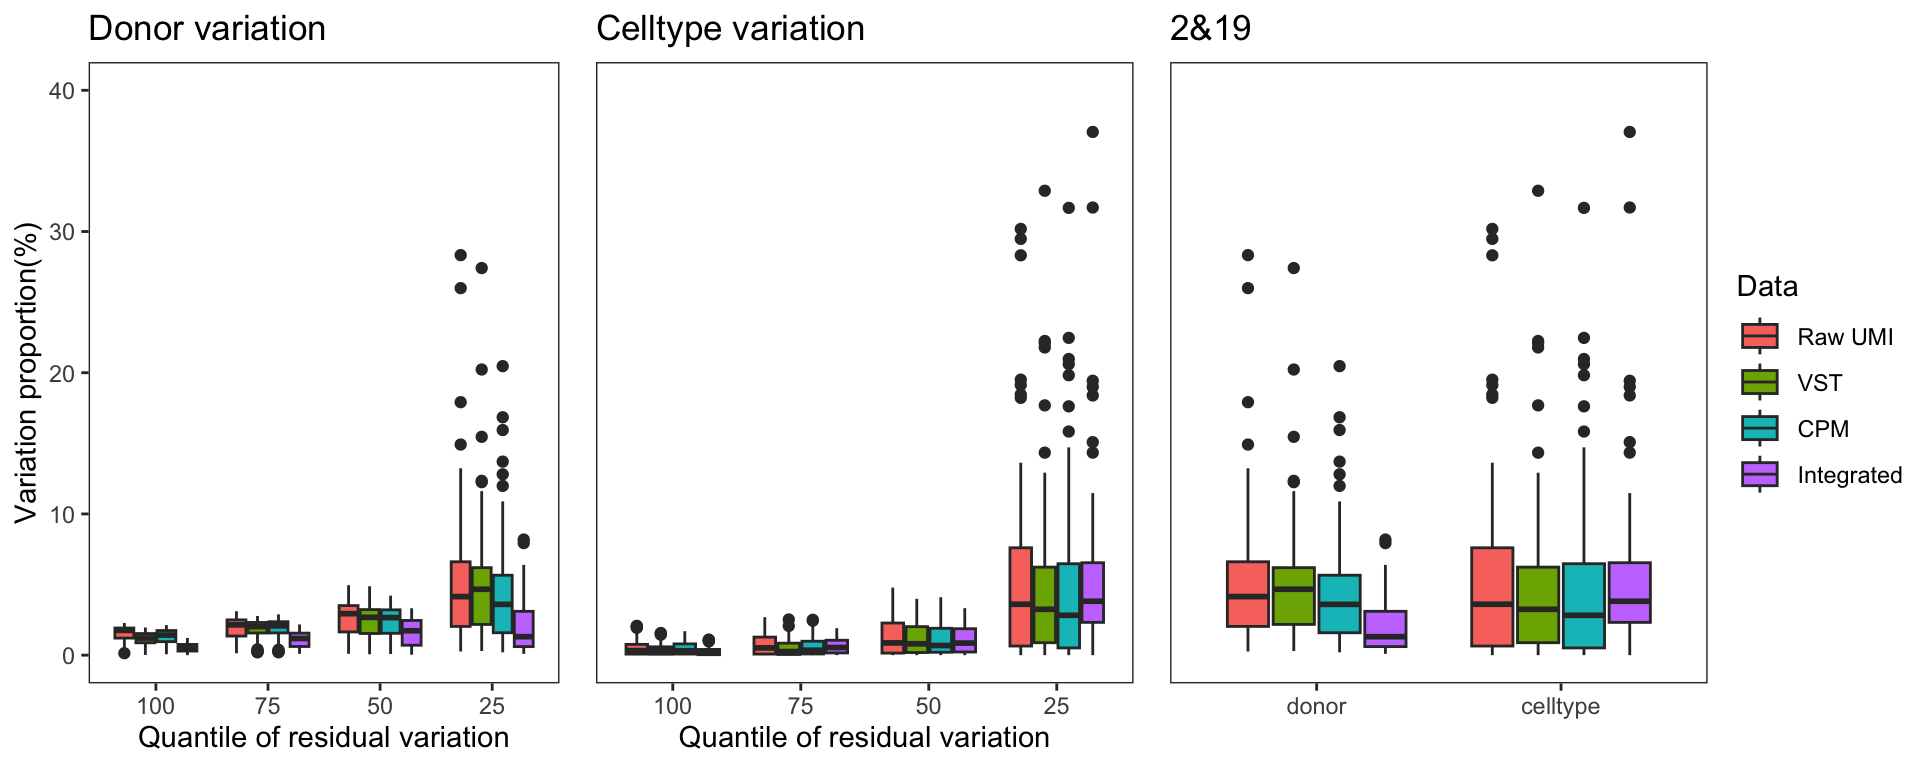 Donor variation
Celltype variation
2&19
Variation proportion(%)
40
30
20
10
0
100 75 50 25
Quantile of residual variation
100 75 50 25
Quantile of residual variation
donor celltype
Data
Raw UMI
VST
CPM
Integrated